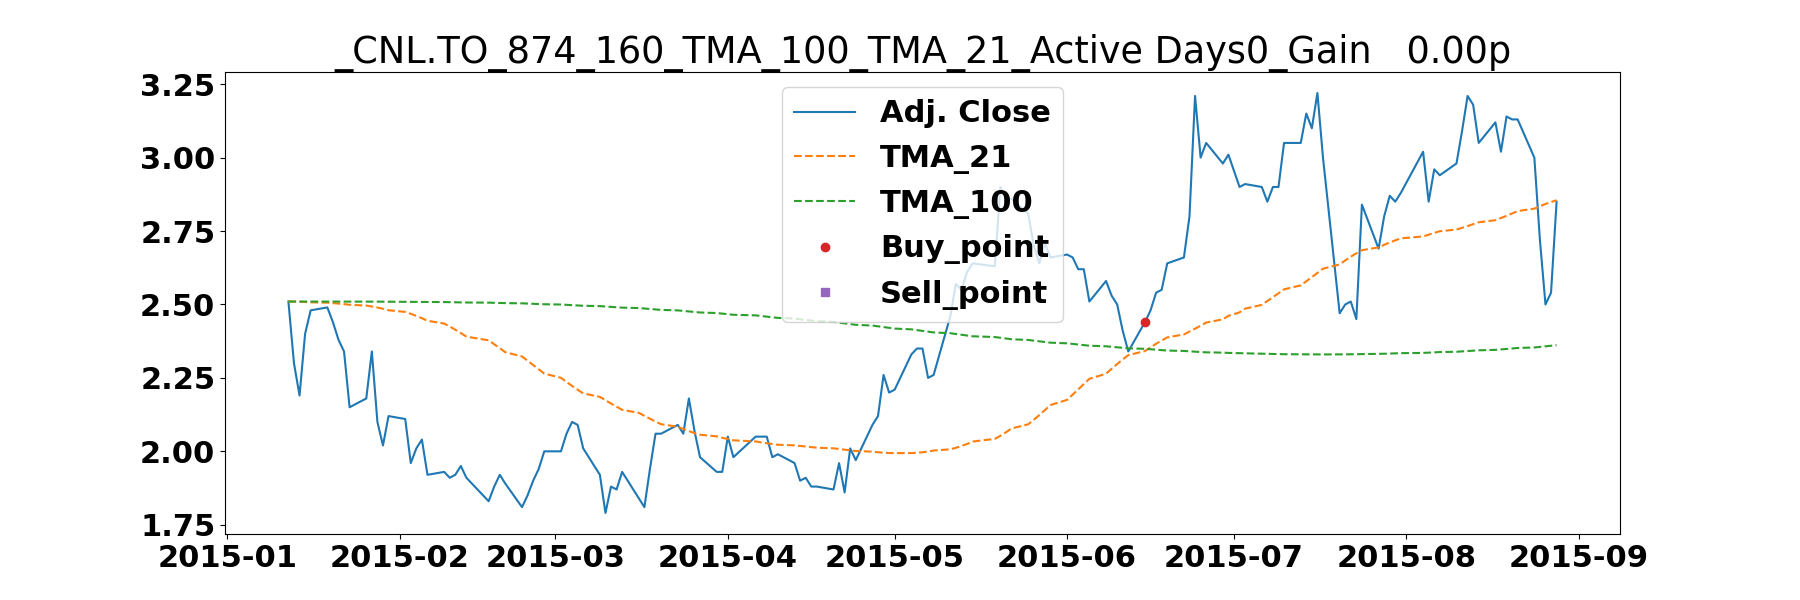 _CNL.TO_874_160_TMA_100_TMA_21_Active Days0_Gain   0.00p
3.25
3.00
2.75
2.50
2.25
2.00
1.75
Adj. Close
TMA_21
TMA_100
Buy_point
Sell_point
2015-01 2015-02 2015-03 2015-04 2015-05 2015-06 2015-07 2015-08 2015-09